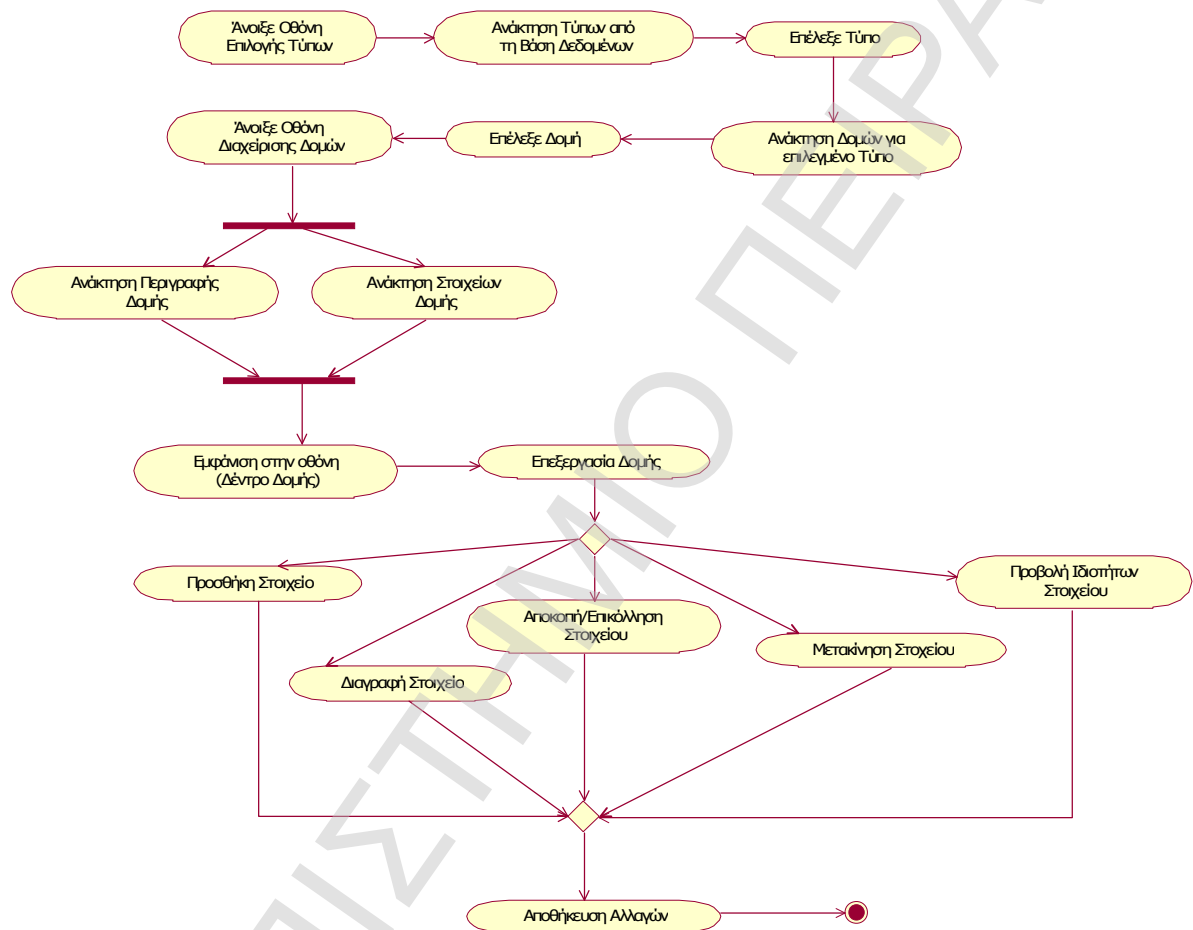 Άνοιξε Οθόνη
Επιλογής Τύπων
Ανάκτηση Τύπων από
τη Βάση Δεδομένων
Επέλεξε Τύπο
Άνοιξε Οθόνη
Διαχείρισης Δομών
Επέλεξε Δομή
Ανάκτηση Δομών για
επιλεγμένο Τύπο
Ανάκτηση Περιγραφής
Δομής
Ανάκτηση Στοιχείων
Δομής
Εμφάνιση στην οθόνη
(Δέντρο Δομής)
Επεξεργασία Δομής
Προσθήκη Στοιχείο
Διαγραφή Στοιχείο
Αποκοπή/Επικόλληση
Στοιχείου
Μετακίνηση Στοχείου
Προβολή Ιδιοτήτων
Στοιχείου
Αποθήκευση Αλλαγών
ΠΙΣΤΗΜΙΟ ΠΕΙΡΑ